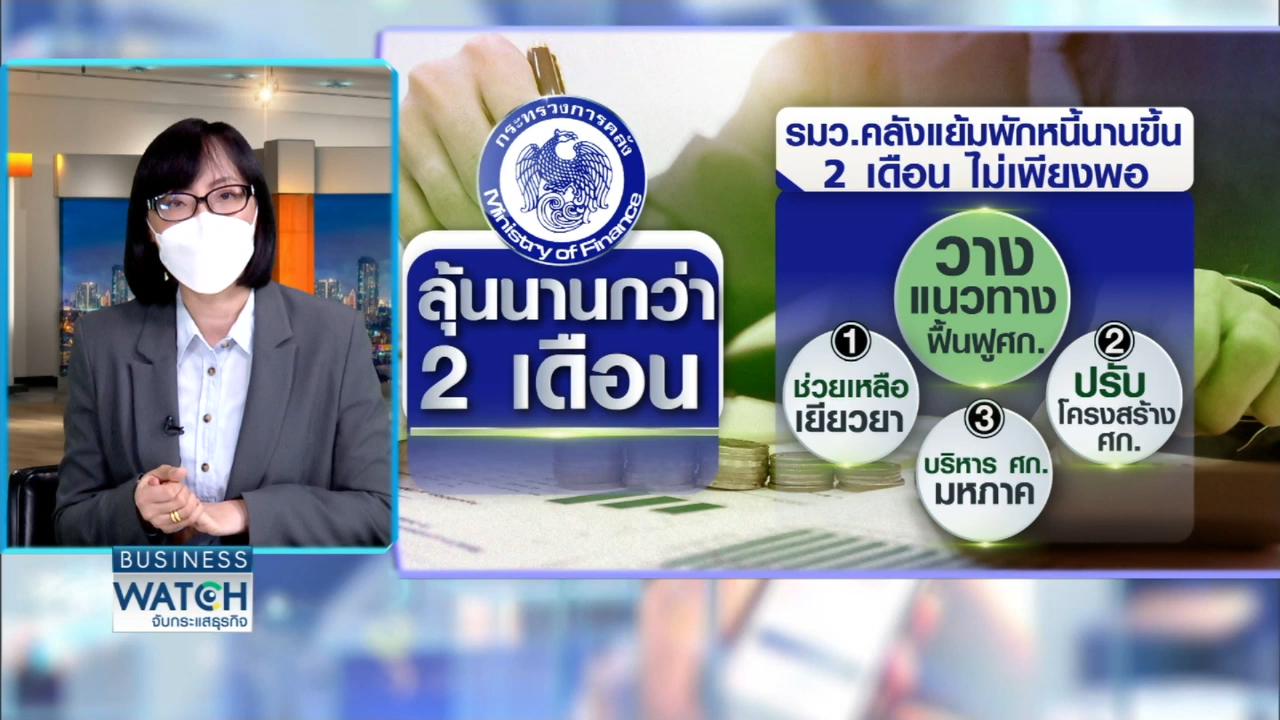 กระทรวงการคลัง
Ministry of Finance
ลุ้นนานกว่า
2 เดือน
รมว.คลังแย้มพักหนี้นานขึ้น
2 เดือน ไม่เพียงพอ
วาง
แนวทาง
ฟื้นฟูศก.
1
ช่วยเหลือ
เยียวยา
2
ปรับ
โครงสร้าง
ศก.
3
บริหาร ศก.
มหภาค
BUSINESS
WATCH
จับกระแสธุรกิจ